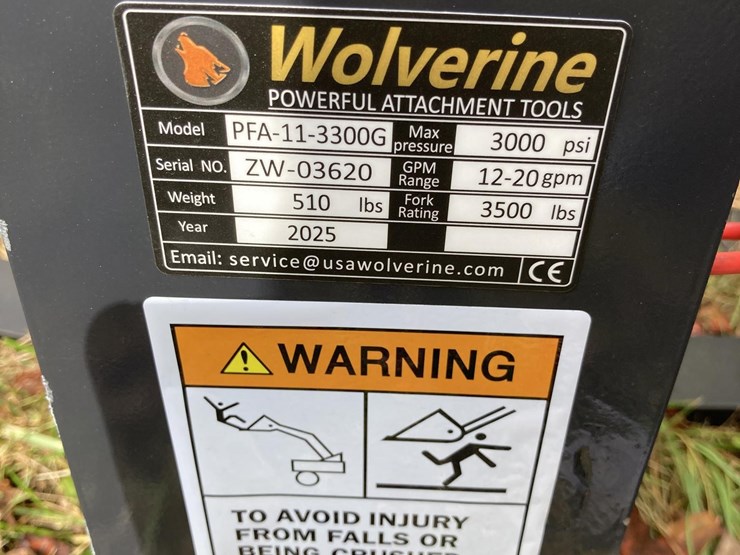 Wolverine
POWERFUL ATTACHMENT TOOLS
Model PFA-11-3300G Max pressure 3000 psi
Serial NO. ZW-03620 GPM Range 12-20 gpm
Weight 510 lbs Fork Rating 3500 lbs
Year 2025
Email: service@usawolverine.com CE
WARNING
TO AVOID INJURY
FROM FALLS OR
BEING CRUSHED